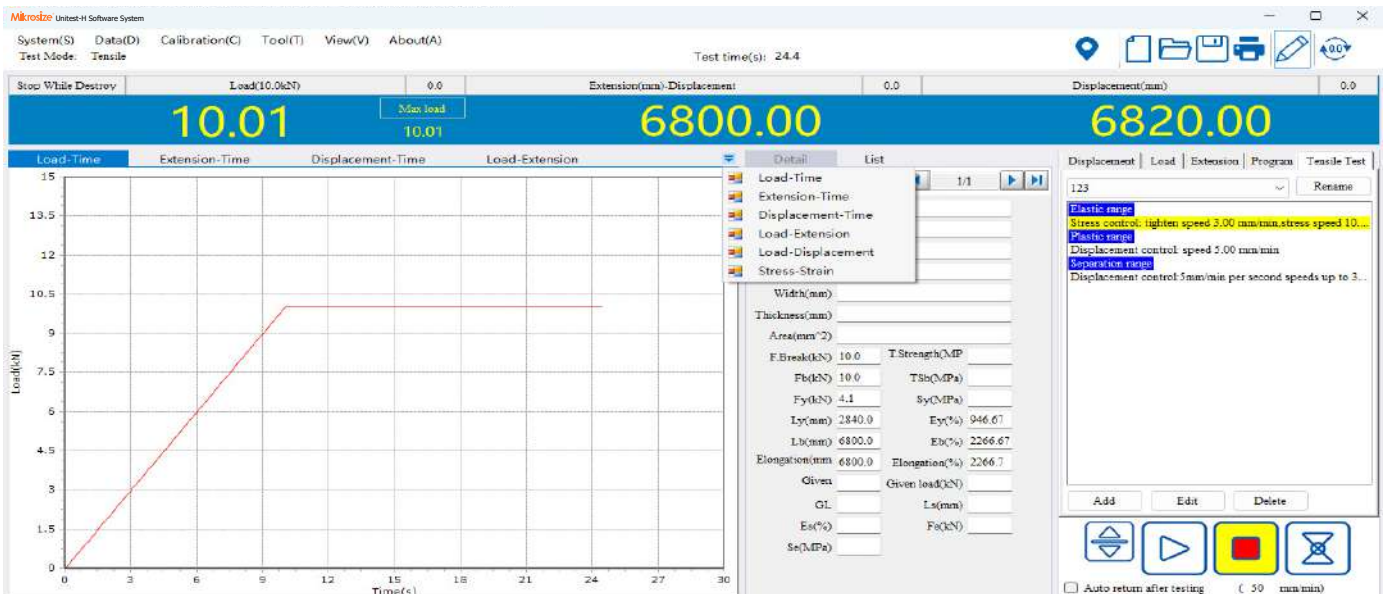 Mikrosize Unitest-H Software System
System(S) Data(D) Calibration(C) Tool(T) View(V) About(A)
Test Mode: Tensile
Test time(s): 24.4
Stop While Destroy Load(10.0kN) 0.0 Extension(mm)-Displacement 0.0 Displacement(mm) 0.0
10.01 Max load 10.01 6800.00 6820.00
Load-Time Extension-Time Displacement-Time Load-Extension
Detail List
Load-Time
Extension-Time
Displacement-Time
Load-Extension
Load-Displacement
Stress-Strain
1/1
15
13.5
12
10.5
9
7.5
6
4.5
3
1.5
0
Load(kN)
0 3 6 9 12 15 18 21 24 27 30
Time(s)
Width(mm)
Thickness(mm)
Area(mm^2)
F.Break(kN) 10.0 T.Strength(MP
Fb(kN) 10.0 TSb(MPa)
Fy(kN) 4.1 Sy(MPa)
Ly(mm) 2840.0 Ey(%) 946.67
Lb(mm) 6800.0 Eb(%) 2266.67
Elongation(mm 6800.0 Elongation(%) 2266.7
Given Given load(kN)
GL Ls(mm)
Es(%) Fe(kN)
Se(MPa)
Displacement Load Extension Program Tensile Test
123 Rename
Elastic range
Stress control: tighten speed 3.00 mm/min,stress speed 10....
Plastic range
Displacement control: speed 5.00 mm/min
Separation range
Displacement control:5mm/min per second speeds up to 3...
Add Edit Delete
Auto return after testing ( 50 mm/min)